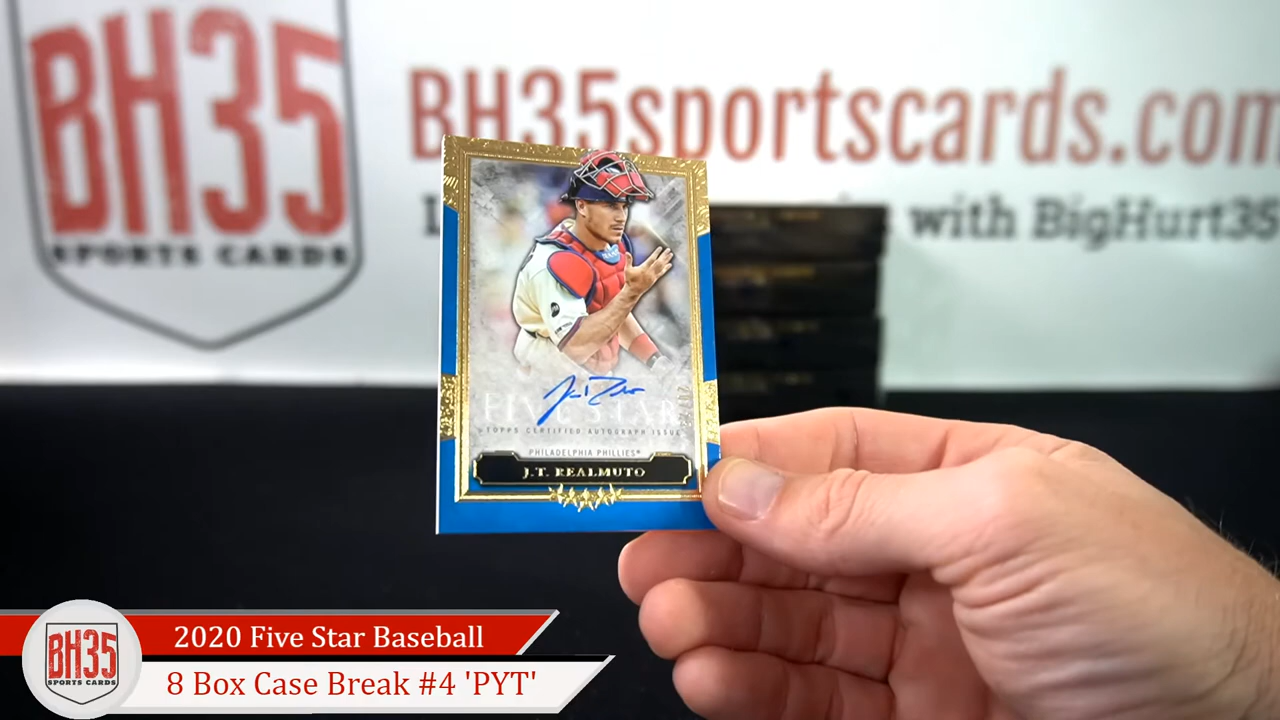 BH35
SPORTS CARDS
BH35sportscards.com
with BigHurt35
FIVE STAR
TOPPS CERTIFIED AUTOGRAPH ISSUE
PHILADELPHIA PHILLIES®
J.T. REALMUTO
BH35
SPORTS CARDS
2020 Five Star Baseball
8 Box Case Break #4 'PYT'